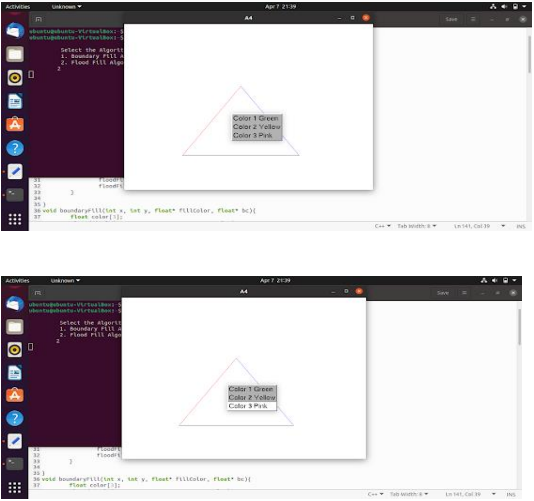 Activities Unknown Apr 7 21:39
A4
Save
ubuntu@ubuntu-VirtualBox:~$
ubuntu@ubuntu-VirtualBox:~$
Select the Algorit
1. Boundary Fill A
2. Flood Fill Algo
2
Color 1 Green
Color 2 Yellow
Color 3 Pink
31 floodFi
32 floodFi
33 }
34
35 }
36 void boundaryFill(int x, int y, float* fillColor, float* bc){
37 float color[3];
C++ Tab Width: 8 Ln 141, Col 39 INS
Activities Unknown Apr 7 21:39
A4
Save
ubuntu@ubuntu-VirtualBox:~$
ubuntu@ubuntu-VirtualBox:~$
Select the Algorit
1. Boundary Fill A
2. Flood Fill Algo
2
Color 1 Green
Color 2 Yellow
Color 3 Pink
31 floodFi
32 floodFi
33 }
34
35 }
36 void boundaryFill(int x, int y, float* fillColor, float* bc){
37 float color[3];
C++ Tab Width: 8 Ln 141, Col 39 INS